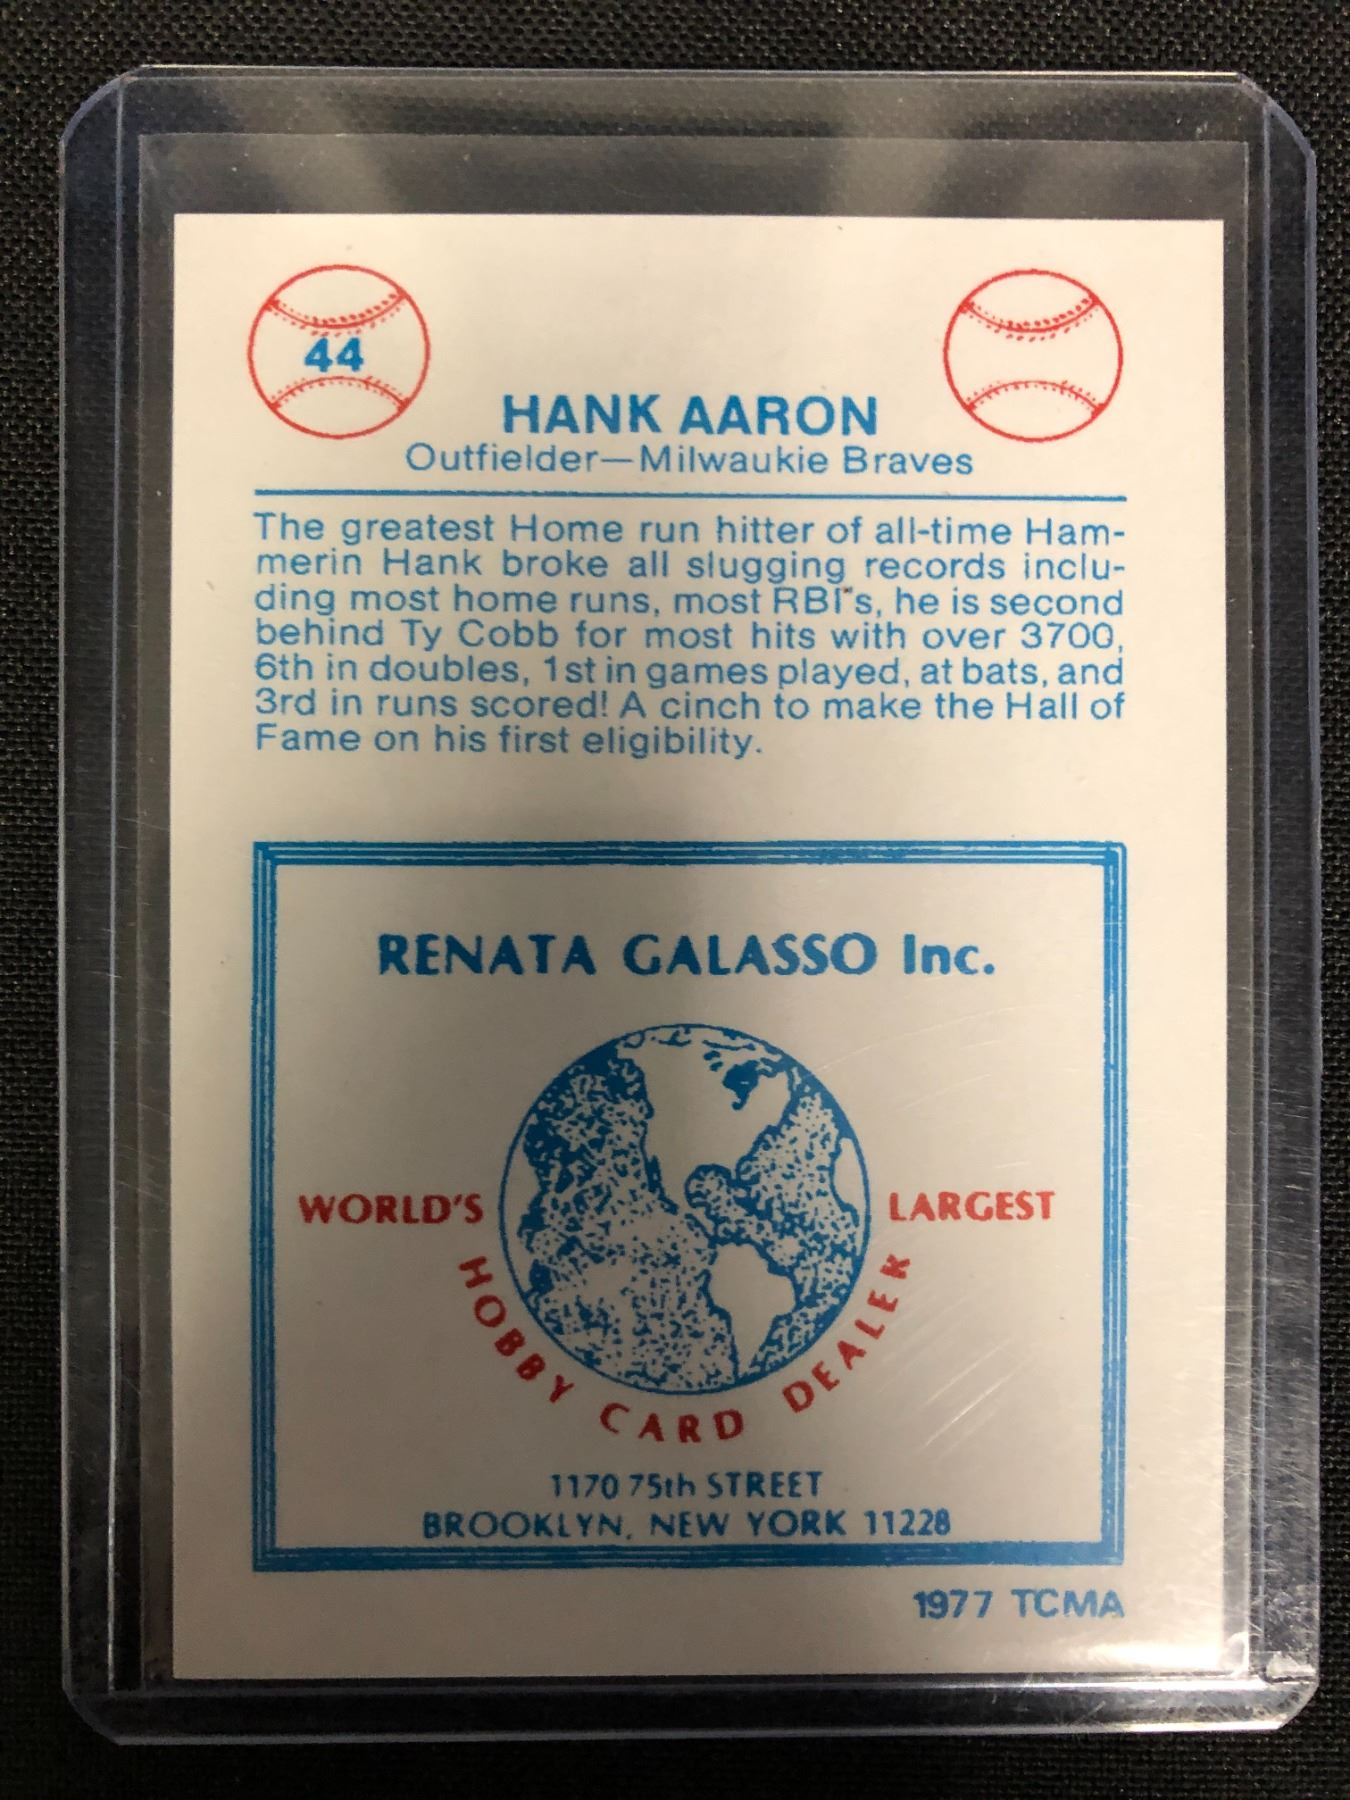 44
HANK AARON
Outfielder—Milwaukie Braves
The greatest Home run hitter of all-time Ham-
merin Hank broke all slugging records inclu-
ding most home runs, most RBI's, he is second
behind Ty Cobb for most hits with over 3700,
6th in doubles, 1st in games played, at bats, and
3rd in runs scored! A cinch to make the Hall of
Fame on his first eligibility.
RENATA GALASSO Inc.
WORLD'S LARGEST
HOBBY CARD DEALER
1170 75th STREET
BROOKLYN, NEW YORK 11228
1977 TCMA